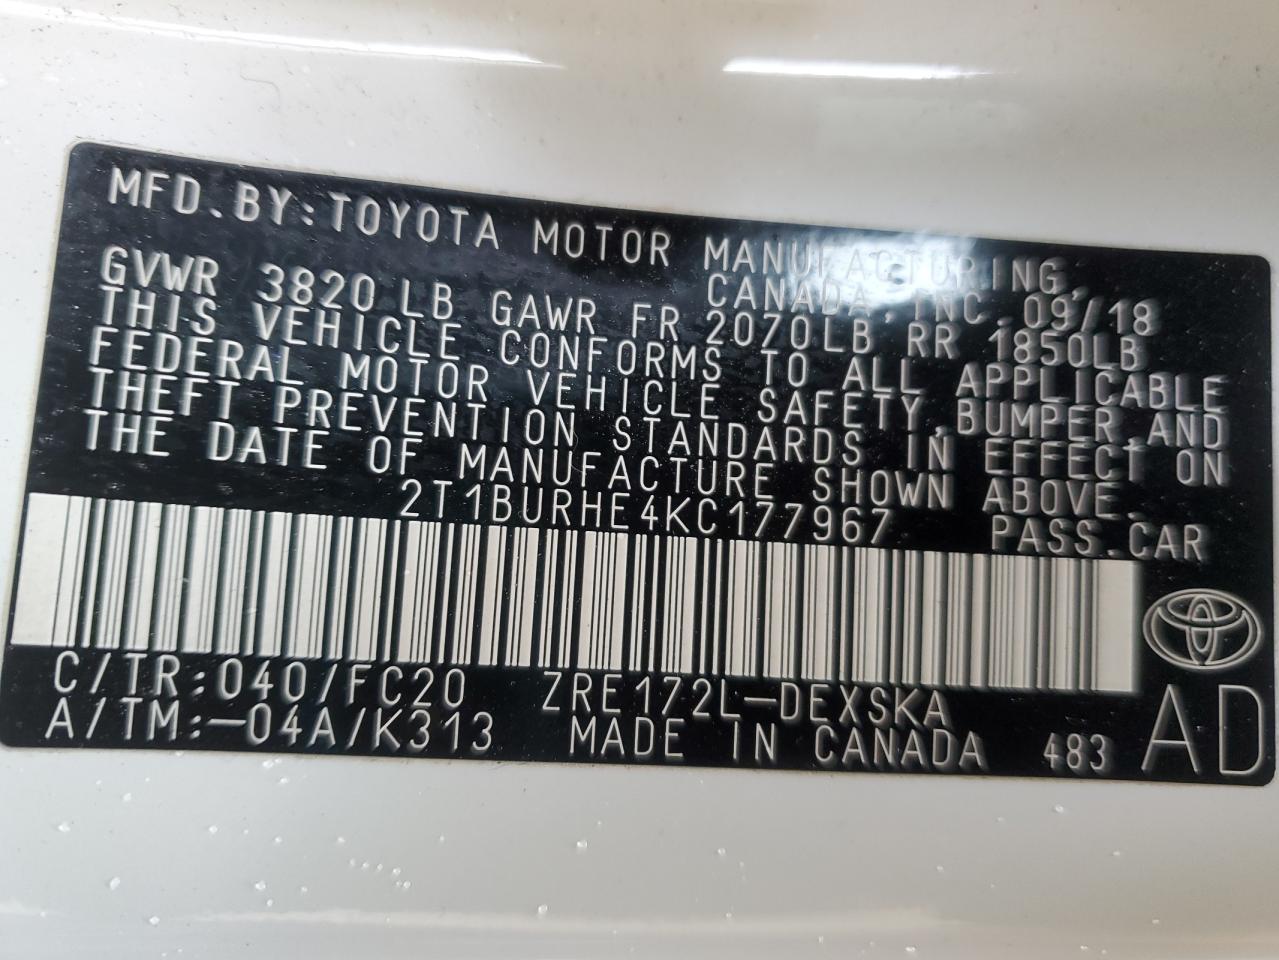 MFD.BY:TOYOTA MOTOR MANUFACTURING,
CANADA,INC.09/18
GVWR 3820LB GAWR FR 2070LB RR 1850LB
THIS VEHICLE CONFORMS TO ALL APPLICABLE
FEDERAL MOTOR VEHICLE SAFETY,BUMPER,AND
THEFT PREVENTION STANDARDS IN EFFECT ON
THE DATE OF MANUFACTURE SHOWN ABOVE.
2T1BURHE4KC177967 PASS.CAR
C/TR:040/FC20 ZRE172L-DEXSKA
A/TM:-04A/K313 MADE IN CANADA 483 AD